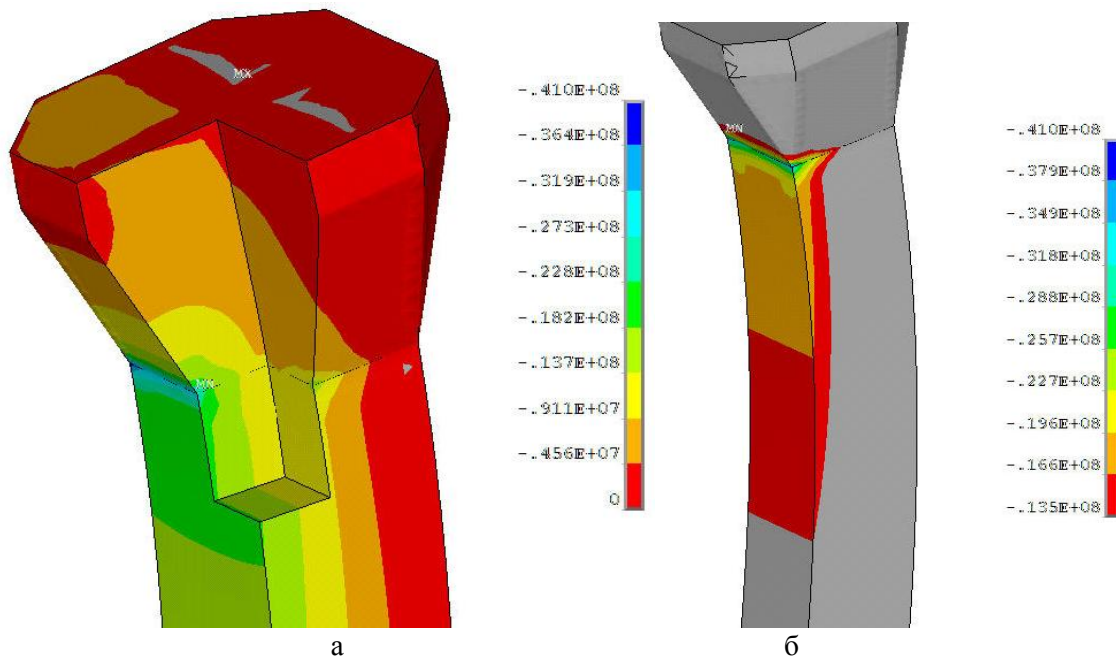 MX
MN
-.410E+08
-.364E+08
-.319E+08
-.273E+08
-.228E+08
-.182E+08
-.137E+08
-.911E+07
-.456E+07
0
а
MN
-.410E+08
-.379E+08
-.349E+08
-.318E+08
-.288E+08
-.257E+08
-.227E+08
-.196E+08
-.166E+08
-.135E+08
б